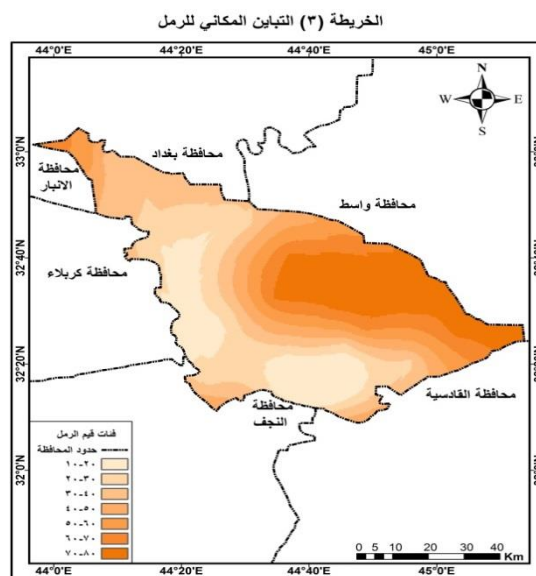 الخريطة (٣) التباين المكاني للرمل
44°0'E 44°20'E 44°40'E 45°0'E
N
W E
S
33°0'N
32°40'N
32°20'N
32°0'N
محافظة بغداد
محافظة
الانبار
محافظة واسط
محافظة كربلاء
محافظة القادسية
محافظة
النجف
فئات قيم الرمل
حدود المحافظة
١٠-٢٠
٢٠-٣٠
٣٠-٤٠
٤٠-٥٠
٥٠-٦٠
٦٠-٧٠
٧٠-٨٠
0 5 10 20 30 40
KM
44°0'E 44°20'E 44°40'E 45°0'E